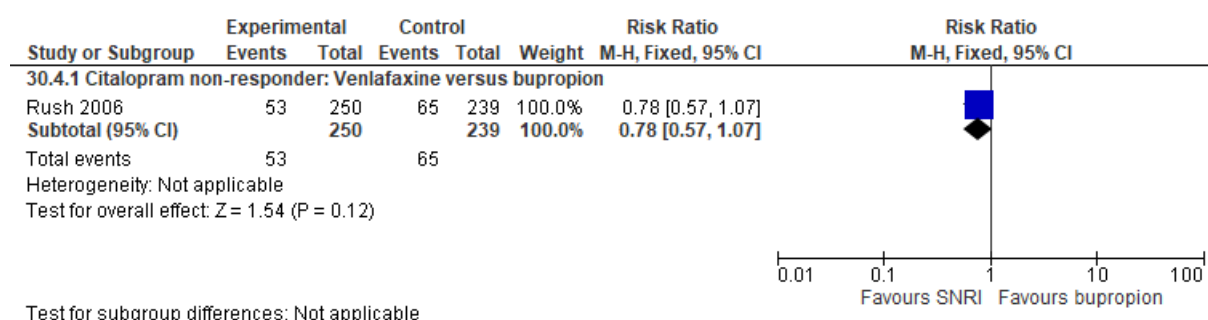 Experimental Control Risk Ratio Risk Ratio
Study or Subgroup Events Total Events Total Weight M-H, Fixed, 95% CI M-H, Fixed, 95% CI
30.4.1 Citalopram non-responder: Venlafaxine versus bupropion
Rush 2006 53 250 65 239 100.0% 0.78 [0.57, 1.07]
Subtotal (95% CI) 250 239 100.0% 0.78 [0.57, 1.07]
Total events 53 65
Heterogeneity: Not applicable
Test for overall effect: Z = 1.54 (P = 0.12)
0.01 0.1 1 10 100
Favours SNRI Favours bupropion
Test for subgroup differences: Not applicable